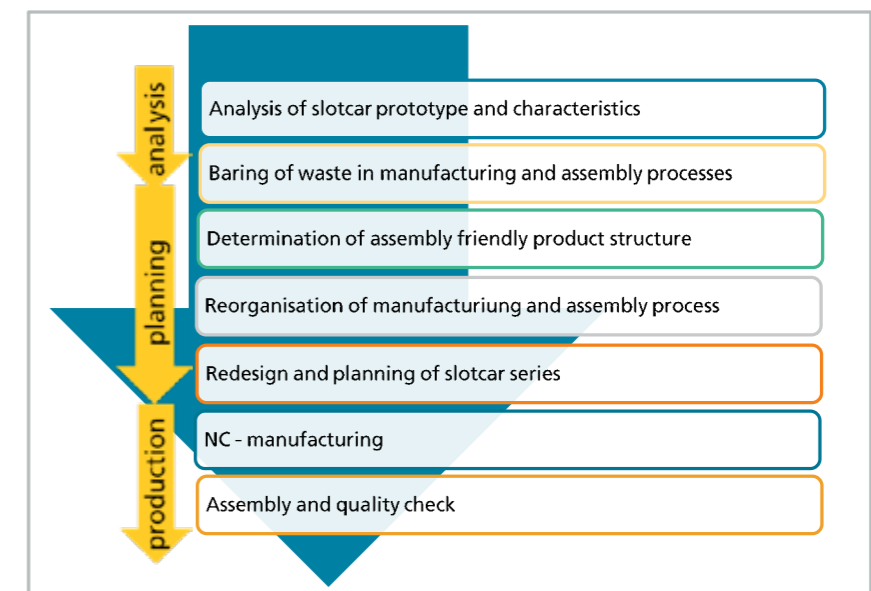 analysis
Analysis of slotcar prototype and characteristics
Baring of waste in manufacturing and assembly processes
planning
Determination of assembly friendly product structure
Reorganisation of manufacturiung and assembly process
Redesign and planning of slotcar series
production
NC - manufacturing
Assembly and quality check